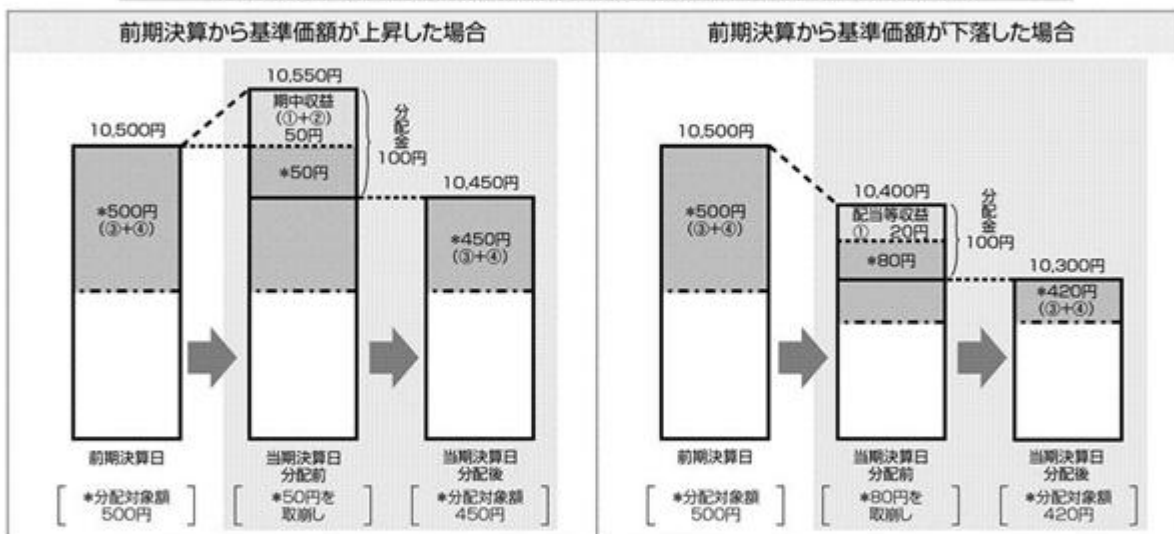 前期決算から基準価額が上昇した場合
10,550円
期中収益
(①+②)
50円
*50円
分配金
100円
10,500円
*500円
(③+④)
10,450円
*450円
(③+④)
前期決算日
当期決算日
分配前
当期決算日
分配後
*分配対象額
500円
*50円を
取崩し
*分配対象額
450円
前期決算から基準価額が下落した場合
10,500円
*500円
(③+④)
10,400円
配当等収益
① 20円
*80円
分配金
100円
10,300円
*420円
(③+④)
前期決算日
当期決算日
分配前
当期決算日
分配後
*分配対象額
500円
*80円を
取崩し
*分配対象額
420円